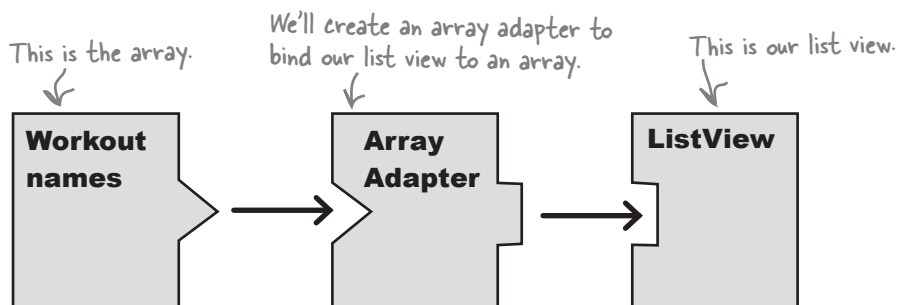 This is the array.
We'll create an array adapter to
bind our list view to an array.
This is our list view.
Workout
names
Array
Adapter
ListView